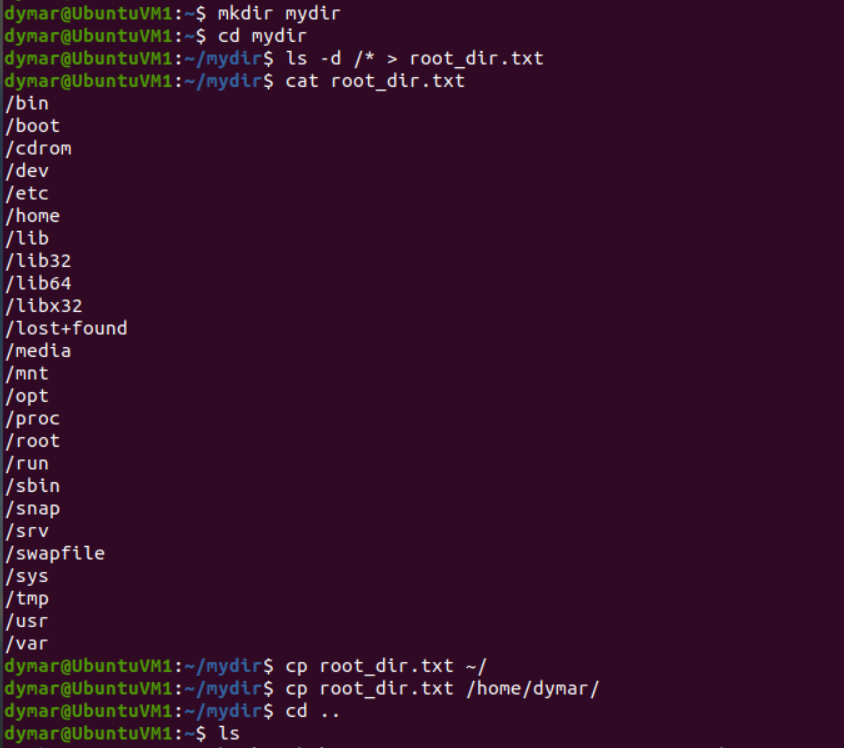 dymar@UbuntuVM1:~$ mkdir mydir
dymar@UbuntuVM1:~$ cd mydir
dymar@UbuntuVM1:~/mydir$ ls -d /* > root_dir.txt
dymar@UbuntuVM1:~/mydir$ cat root_dir.txt
/bin
/boot
/cdrom
/dev
/etc
/home
/lib
/lib32
/lib64
/libx32
/lost+found
/media
/mnt
/opt
/proc
/root
/run
/sbin
/snap
/srv
/swapfile
/sys
/tmp
/usr
/var
dymar@UbuntuVM1:~/mydir$ cp root_dir.txt ~/
dymar@UbuntuVM1:~/mydir$ cp root_dir.txt /home/dymar/
dymar@UbuntuVM1:~/mydir$ cd ..
dymar@UbuntuVM1:~$ ls